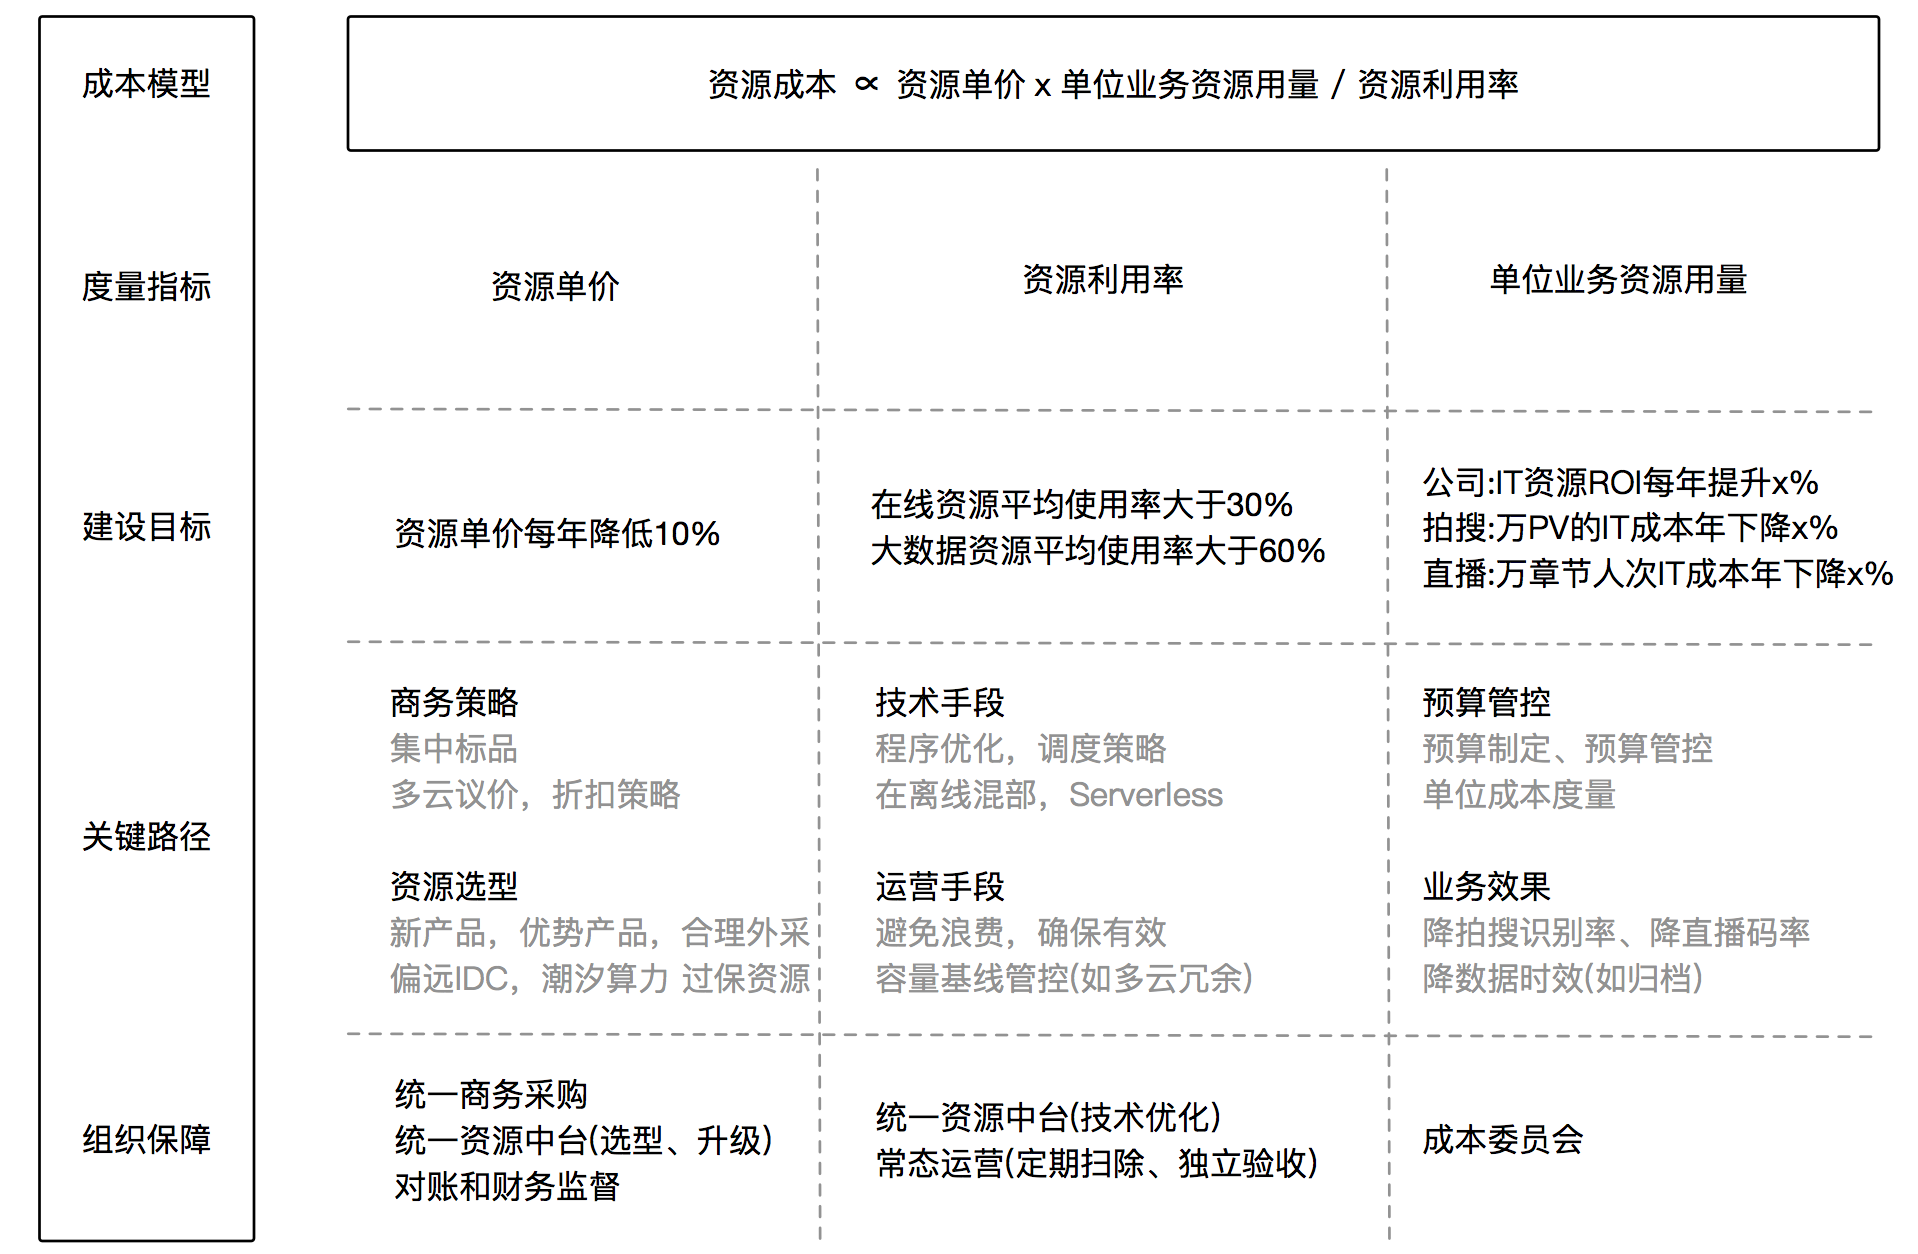 成本模型
资源成本 ∝ 资源单价 x 单位业务资源用量 / 资源利用率
度量指标
资源单价
资源利用率
单位业务资源用量
建设目标
资源单价每年降低10%
在线资源平均使用率大于30%
大数据资源平均使用率大于60%
公司:IT资源ROI每年提升x%
拍搜:万PV的IT成本年下降x%
直播:万章节人次IT成本年下降x%
关键路径
商务策略
集中标品
多云议价，折扣策略
资源选型
新产品，优势产品，合理外采
偏远IDC，潮汐算力 过保资源
技术手段
程序优化，调度策略
在离线混部，Serverless
运营手段
避免浪费，确保有效
容量基线管控(如多云冗余)
预算管控
预算制定、预算管控
单位成本度量
业务效果
降拍搜识别率、降直播码率
降数据时效(如归档)
组织保障
统一商务采购
统一资源中台(选型、升级)
对账和财务监督
统一资源中台(技术优化)
常态运营(定期扫除、独立验收)
成本委员会